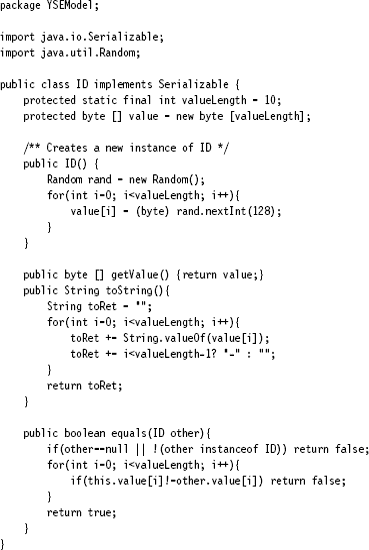 package YSEModel;
import java.io.Serializable;
import java.util.Random;
public class ID implements Serializable {
protected static final int valueLength = 10;
protected byte [] value = new byte [valueLength];
/** Creates a new instance of ID */
public ID() {
Random rand = new Random();
for(int i=0; i<valueLength; i++){
value[i] = (byte) rand.nextInt(128);
}
}
public byte [] getValue() {return value;}
public String toString(){
String toRet = "";
for(int i=0; i<valueLength; i++){
toRet += String.valueOf(value[i]);
toRet += i<valueLength-1? "-" : "";
}
return toRet;
}
public boolean equals(ID other){
if(other==null || !(other instanceof ID)) return false;
for(int i=0; i<valueLength; i++){
if(this.value[i]!=other.value[i]) return false;
}
return true;
}
}